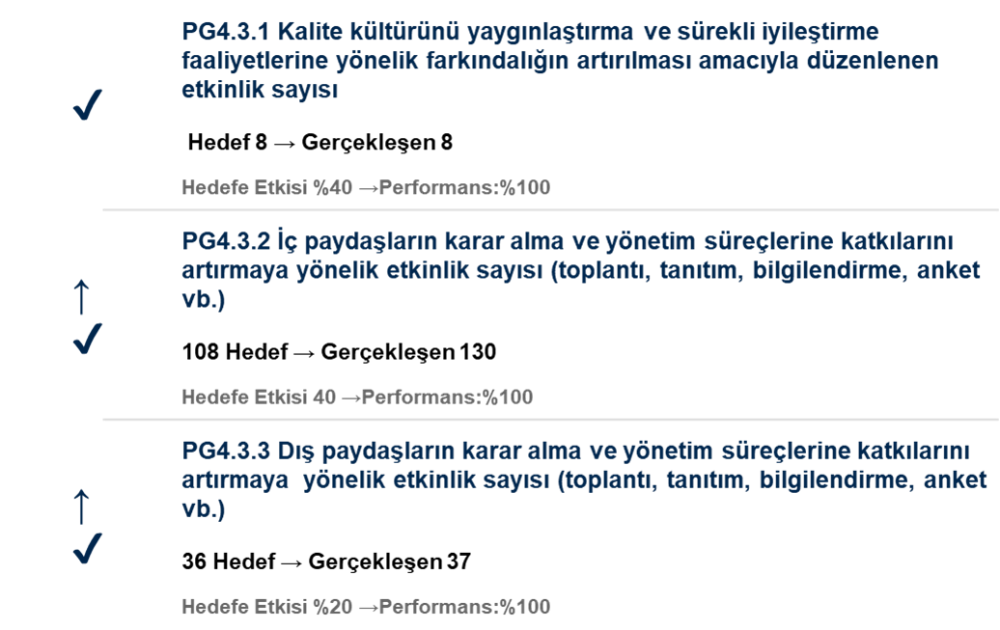 PG4.3.1 Kalite kültürünü yaygınlaştırma ve sürekli iyileştirme
faaliyetlerine yönelik farkındalığın artırılması amacıyla düzenlenen
etkinlik sayısı
Hedef 8 → Gerçekleşen 8
Hedefe Etkisi %40 →Performans:%100
PG4.3.2 İç paydaşların karar alma ve yönetim süreçlerine katkılarını
artırmaya yönelik etkinlik sayısı (toplantı, tanıtım, bilgilendirme, anket
vb.)
108 Hedef → Gerçekleşen 130
Hedefe Etkisi 40 →Performans:%100
PG4.3.3 Dış paydaşların karar alma ve yönetim süreçlerine katkılarını
artırmaya yönelik etkinlik sayısı (toplantı, tanıtım, bilgilendirme, anket
vb.)
36 Hedef → Gerçekleşen 37
Hedefe Etkisi %20 →Performans:%100